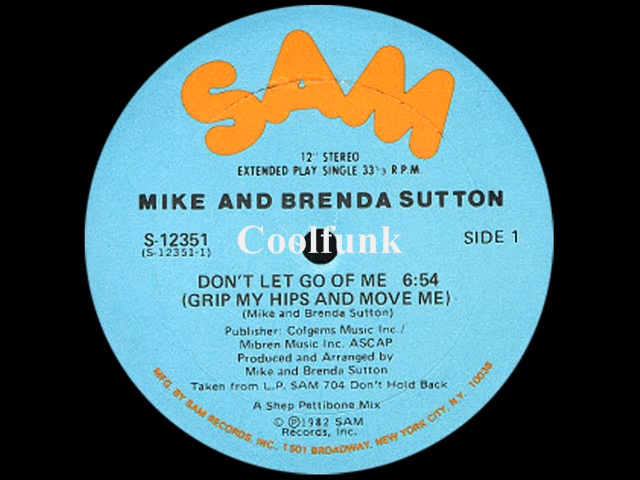 SAM
12" STEREO
EXTENDED PLAY SINGLE 33⅓ R.P.M.
MIKE AND BRENDA SUTTON
S-12351
(S-12351-1)
Coolfunk
SIDE 1
DON'T LET GO OF ME 6:54
(GRIP MY HIPS AND MOVE ME)
(Mike and Brenda Sutton)
Publisher: Colgems Music Inc./
Mibren Music Inc. ASCAP
Produced and Arranged by
Mike and Brenda Sutton
Taken from L.P. SAM 704 Don't Hold Back
A Shep Pettibone Mix
© ℗ 1982 SAM
Records, Inc.
MFG. BY SAM RECORDS, INC., 1501 BROADWAY, NEW YORK CITY, N.Y. 10036